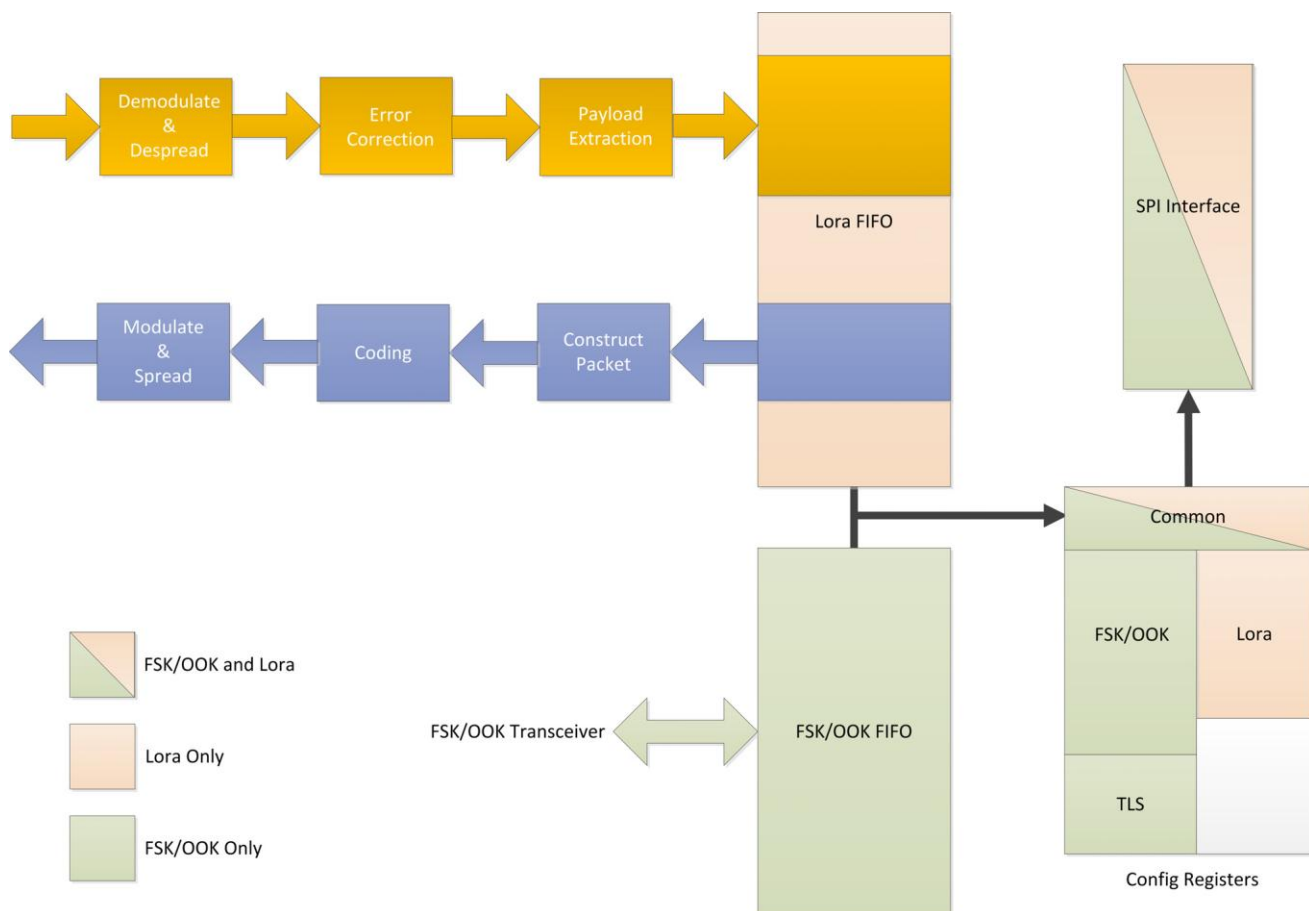 Demodulate
&
Despread
Error
Correction
Payload
Extraction
Lora FIFO
SPI Interface
Modulate
&
Spread
Coding
Construct
Packet
Common
FSK/OOK
Lora
TLS
Config Registers
FSK/OOK and Lora
Lora Only
FSK/OOK Only
FSK/OOK Transceiver
FSK/OOK FIFO